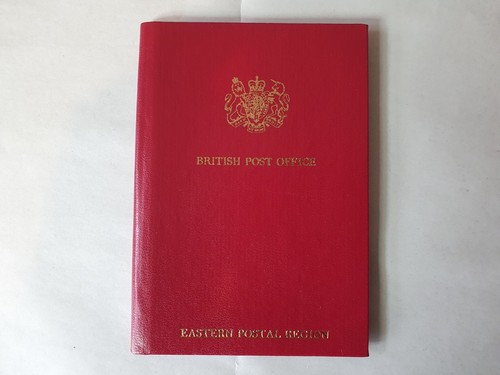 BRITISH POST OFFICE
EASTERN POSTAL REGION